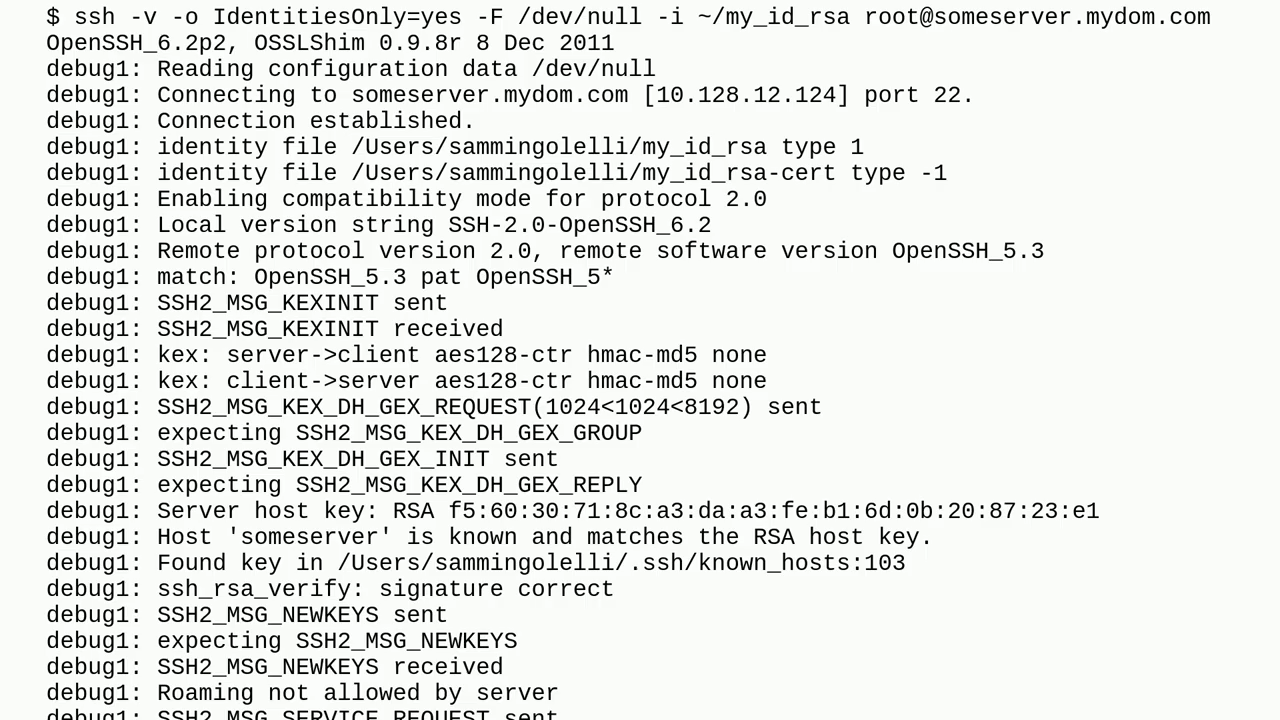 $ ssh -v -o IdentitiesOnly=yes -F /dev/null -i ~/my_id_rsa root@someserver.mydom.com
OpenSSH_6.2p2, OSSLShim 0.9.8r 8 Dec 2011
debug1: Reading configuration data /dev/null
debug1: Connecting to someserver.mydom.com [10.128.12.124] port 22.
debug1: Connection established.
debug1: identity file /Users/sammingolelli/my_id_rsa type 1
debug1: identity file /Users/sammingolelli/my_id_rsa-cert type -1
debug1: Enabling compatibility mode for protocol 2.0
debug1: Local version string SSH-2.0-OpenSSH_6.2
debug1: Remote protocol version 2.0, remote software version OpenSSH_5.3
debug1: match: OpenSSH_5.3 pat OpenSSH_5*
debug1: SSH2_MSG_KEXINIT sent
debug1: SSH2_MSG_KEXINIT received
debug1: kex: server->client aes128-ctr hmac-md5 none
debug1: kex: client->server aes128-ctr hmac-md5 none
debug1: SSH2_MSG_KEX_DH_GEX_REQUEST(1024<1024<8192) sent
debug1: expecting SSH2_MSG_KEX_DH_GEX_GROUP
debug1: SSH2_MSG_KEX_DH_GEX_INIT sent
debug1: expecting SSH2_MSG_KEX_DH_GEX_REPLY
debug1: Server host key: RSA f5:60:30:71:8c:a3:da:a3:fe:b1:6d:0b:20:87:23:e1
debug1: Host 'someserver' is known and matches the RSA host key.
debug1: Found key in /Users/sammingolelli/.ssh/known_hosts:103
debug1: ssh_rsa_verify: signature correct
debug1: SSH2_MSG_NEWKEYS sent
debug1: expecting SSH2_MSG_NEWKEYS
debug1: SSH2_MSG_NEWKEYS received
debug1: Roaming not allowed by server
debug1: SSH2_MSG_SERVICE_REQUEST sent